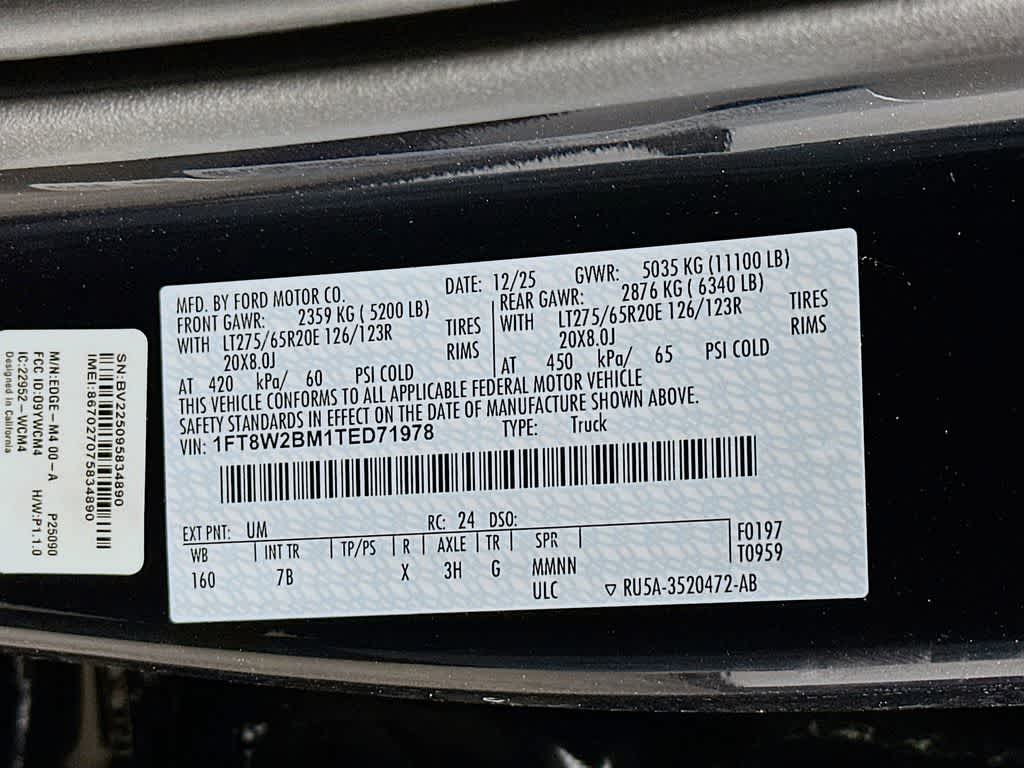 MFD. BY FORD MOTOR CO.
DATE: 12/25 GVWR: 5035 KG (11100 LB)
FRONT GAWR: 2359 KG ( 5200 LB)
REAR GAWR: 2876 KG ( 6340 LB)
WITH LT275/65R20E 126/123R TIRES
WITH LT275/65R20E 126/123R TIRES
20X8.0J RIMS
20X8.0J RIMS
AT 420 kPa/ 60 PSI COLD
AT 450 kPa/ 65 PSI COLD
THIS VEHICLE CONFORMS TO ALL APPLICABLE FEDERAL MOTOR VEHICLE
SAFETY STANDARDS IN EFFECT ON THE DATE OF MANUFACTURE SHOWN ABOVE.
VIN: 1FT8W2BM1TED71978 TYPE: Truck
EXT PNT: UM RC: 24 DSO:
WB INT TR TP/PS R AXLE TR SPR
160 7B X 3H G MMNN
ULC
F0197
T0959
▽ RU5A-3520472-AB
SN:BV225095834890
IMEI:867027075834890
M/N:EDGE-M4 00-A P25090
FCC ID:09YWCM4 H/W:P1.1.0
IC:22952-WCM4
Designed in California